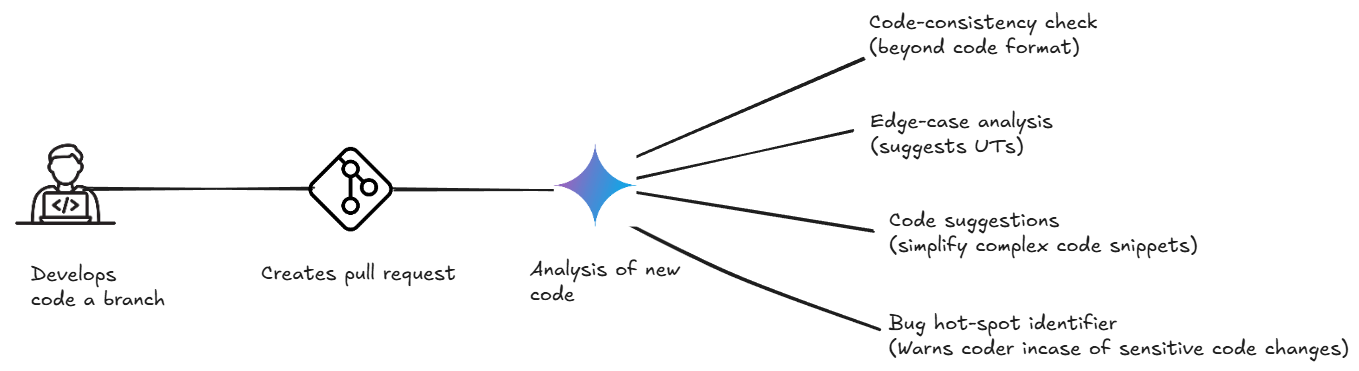 Code-consistency check
(beyond code format)
Edge-case analysis
(suggests UTs)
</>
Code suggestions
(simplify complex code snippets)
Develops
code a branch
Creates pull request
Analysis of new
code
Bug hot-spot identifier
(Warns coder incase of sensitive code changes)